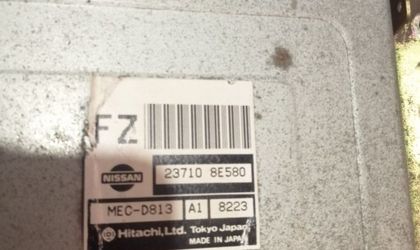 FZ
NISSAN
23710 8E580
MEC-D813 A1 8223
Hitachi, Ltd. Tokyo Japan
MADE IN JAPAN